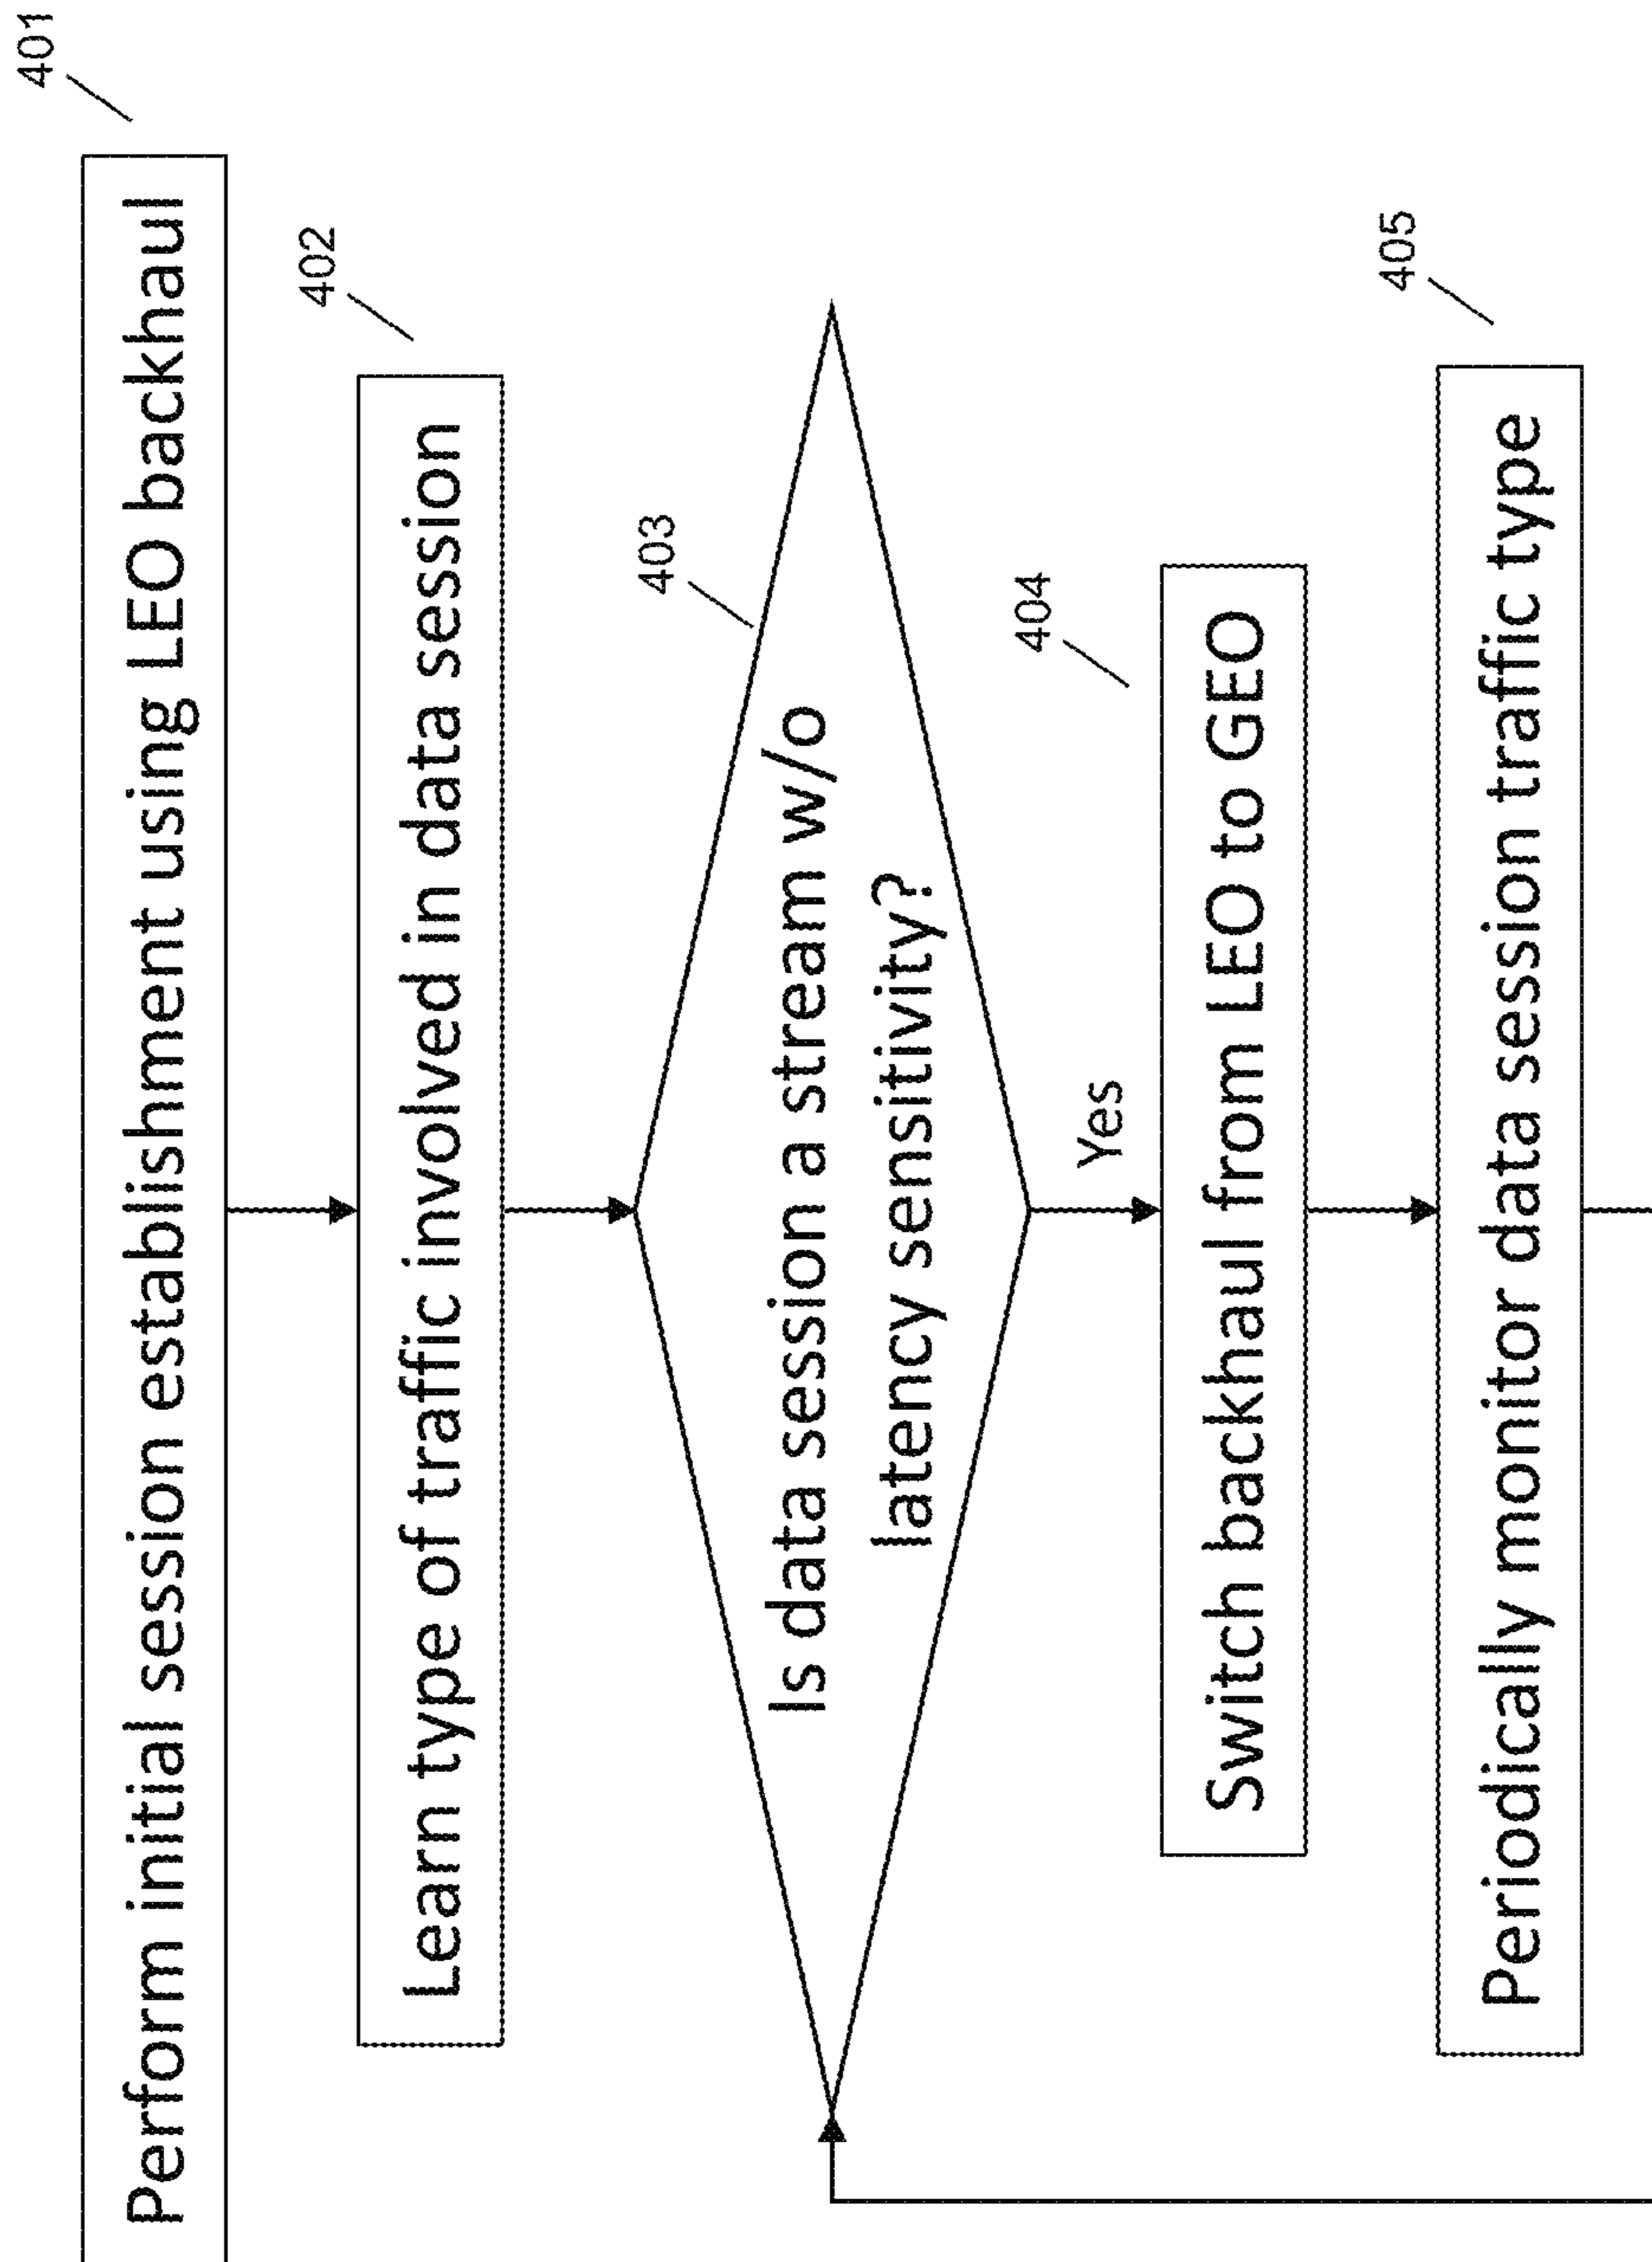 401
Perform initial session establishment using LEO backhaul
402
Learn type of traffic involved in data session
403
Is data session a stream w/o
latency sensitivity?
Yes
404
Switch backhaul from LEO to GEO
405
Periodically monitor data session traffic type